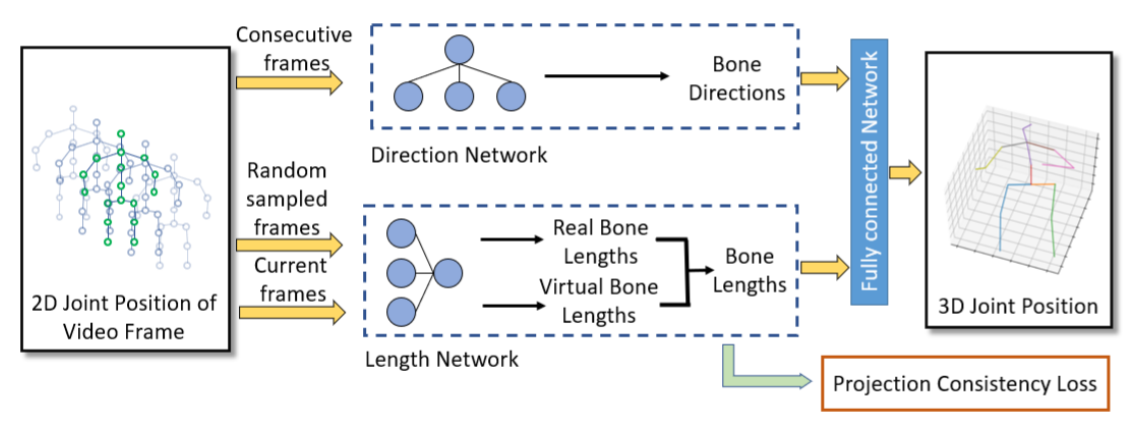 Consecutive
frames
Bone
Directions
Direction Network
Random
sampled
frames
Current
frames
Real Bone
Lengths
Virtual Bone
Lengths
Bone
Lengths
Length Network
2D Joint Position of
Video Frame
Fully connected Network
3D Joint Position
Projection Consistency Loss